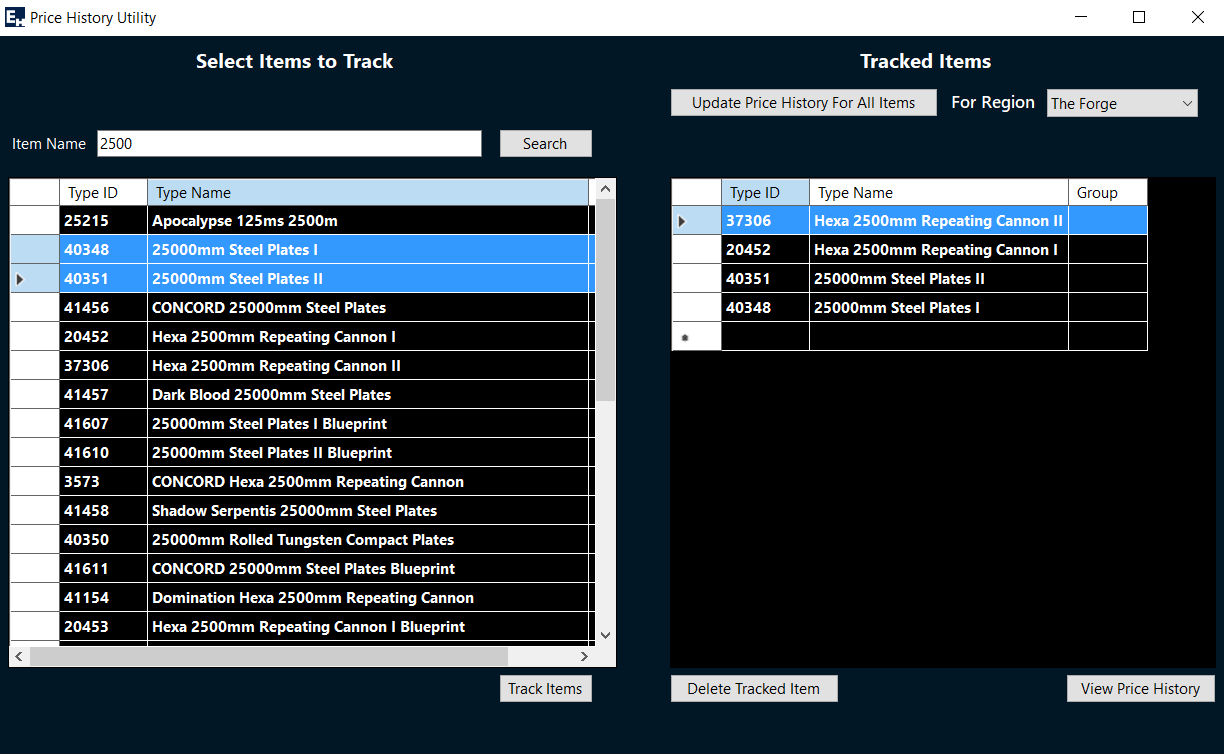 EH Price History Utility
Select Items to Track
Tracked Items
Update Price History For All Items For Region The Forge
Item Name 2500 Search
Type ID Type Name
25215 Apocalypse 125ms 2500m
40348 25000mm Steel Plates I
40351 25000mm Steel Plates II
41456 CONCORD 25000mm Steel Plates
20452 Hexa 2500mm Repeating Cannon I
37306 Hexa 2500mm Repeating Cannon II
41457 Dark Blood 25000mm Steel Plates
41607 25000mm Steel Plates I Blueprint
41610 25000mm Steel Plates II Blueprint
3573 CONCORD Hexa 2500mm Repeating Cannon
41458 Shadow Serpentis 25000mm Steel Plates
40350 25000mm Rolled Tungsten Compact Plates
41611 CONCORD 25000mm Steel Plates Blueprint
41154 Domination Hexa 2500mm Repeating Cannon
20453 Hexa 2500mm Repeating Cannon I Blueprint
Track Items
Type ID Type Name Group
37306 Hexa 2500mm Repeating Cannon II
20452 Hexa 2500mm Repeating Cannon I
40351 25000mm Steel Plates II
40348 25000mm Steel Plates I
Delete Tracked Item View Price History